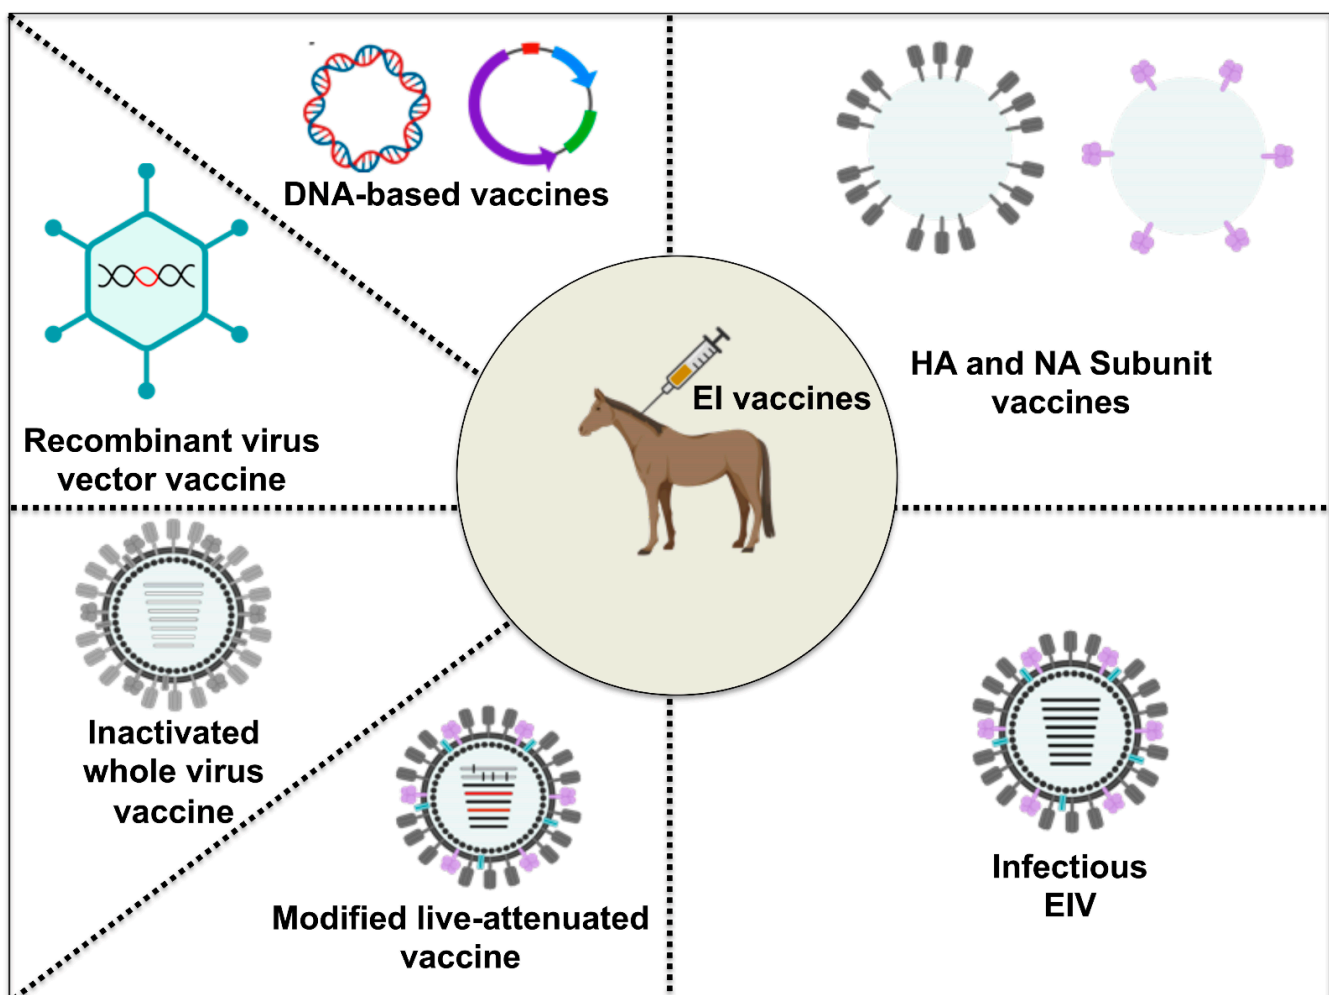 DNA-based vaccines
HA and NA Subunit
vaccines
EI vaccines
Recombinant virus
vector vaccine
Inactivated
whole virus
vaccine
Modified live-attenuated
vaccine
Infectious
EIV